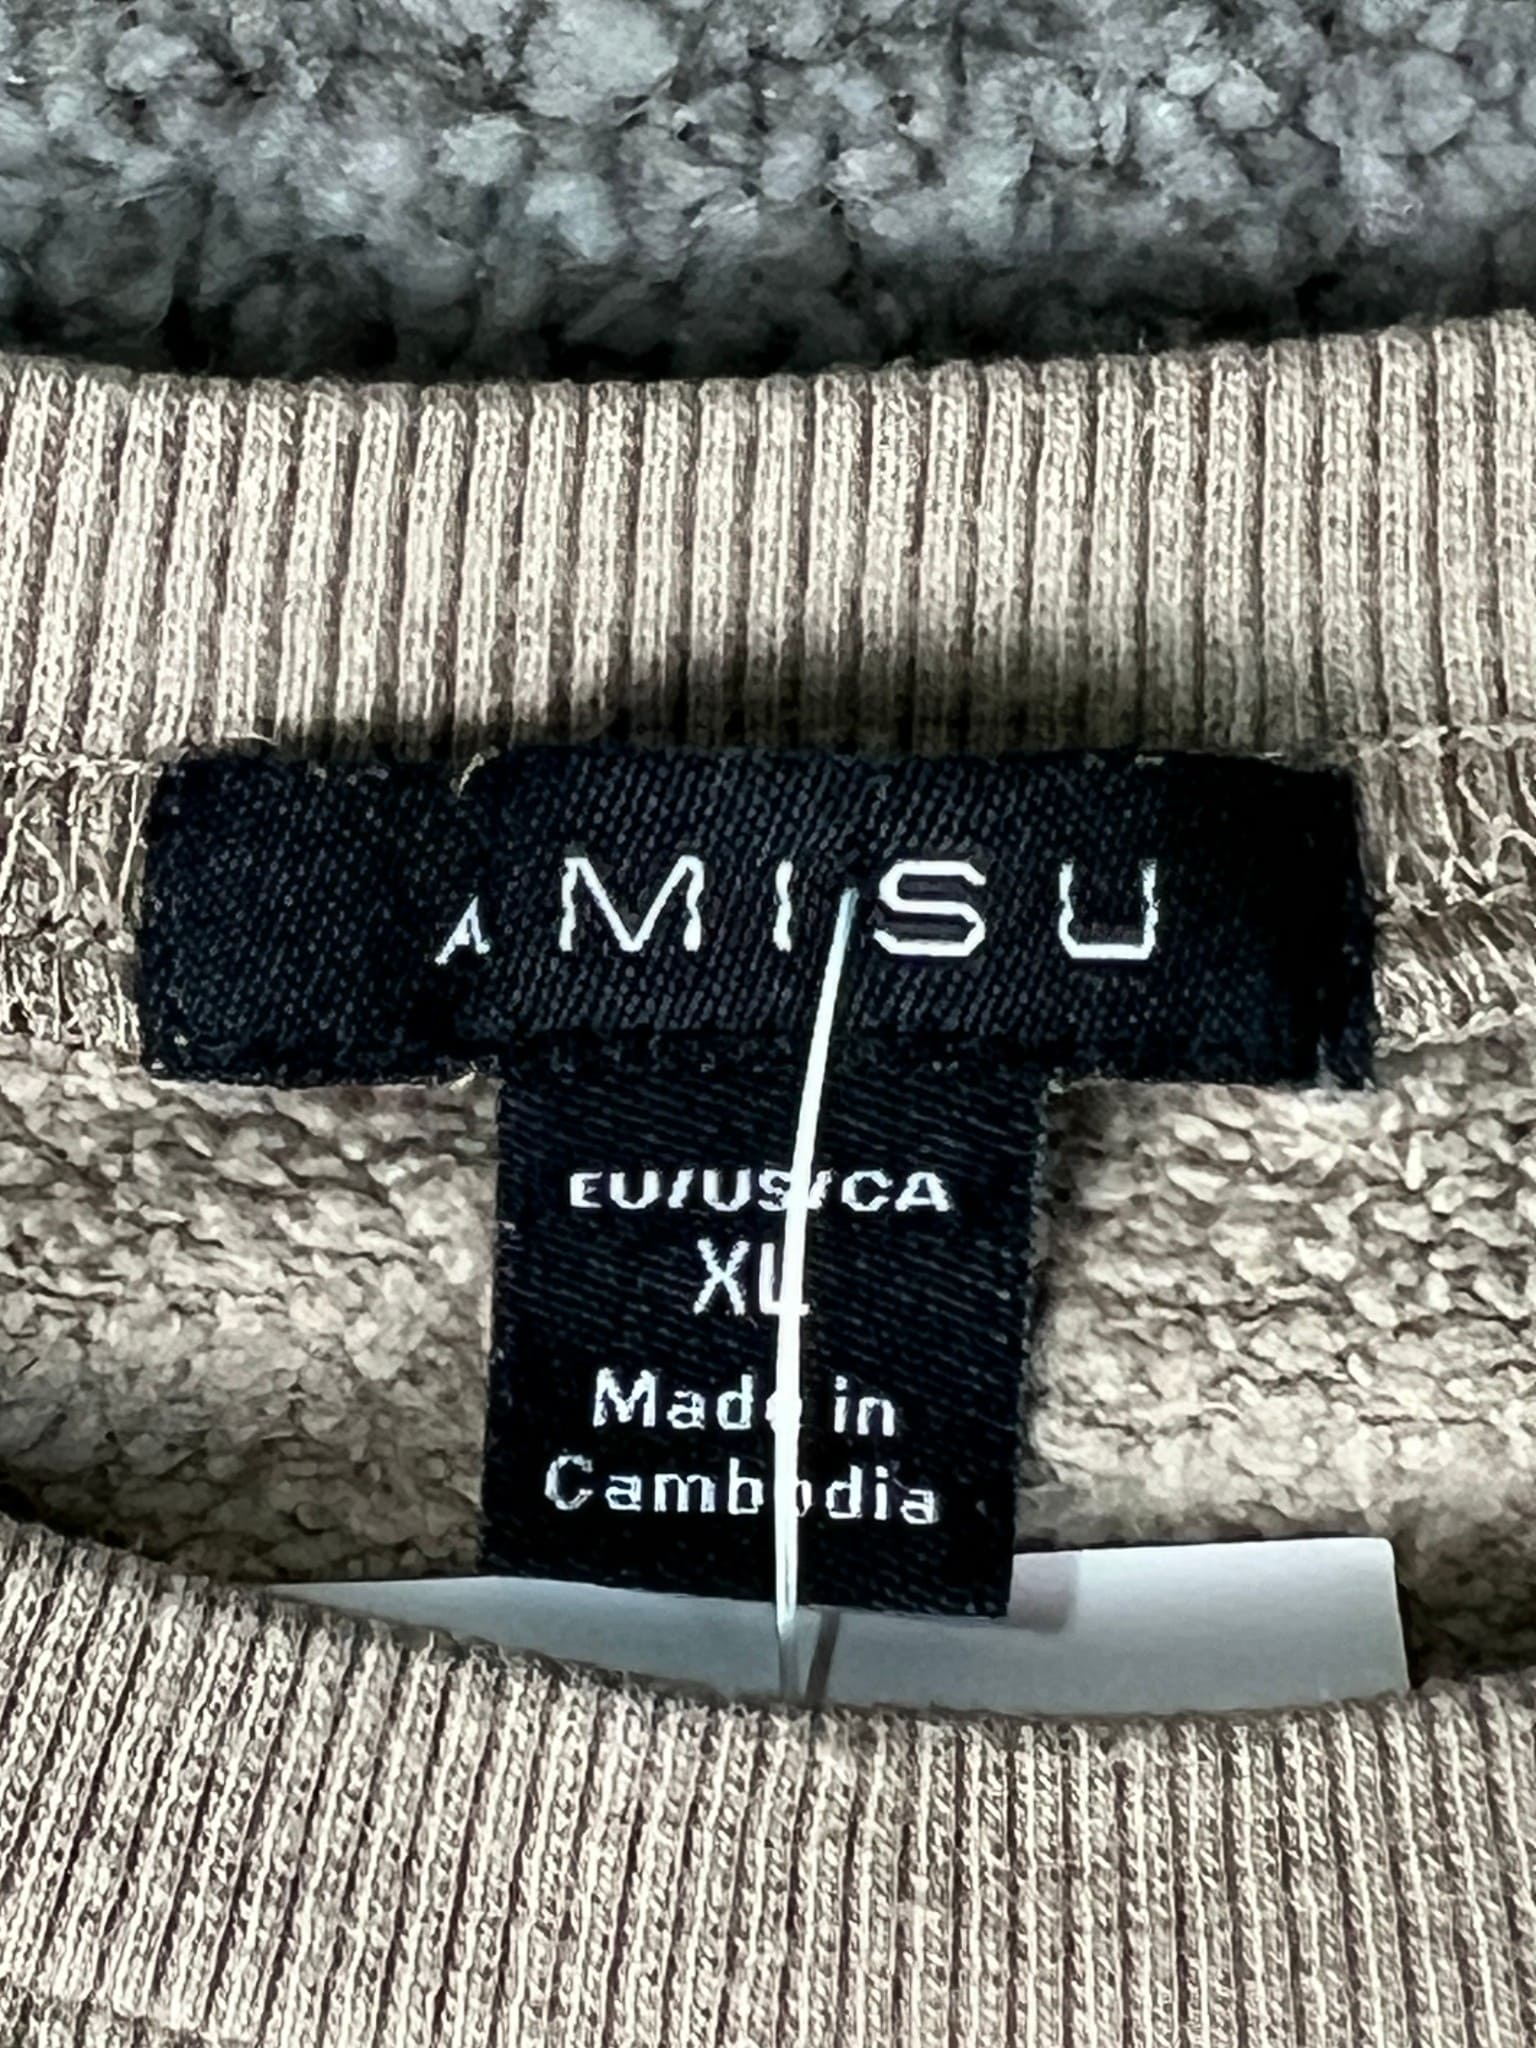 AMISU
EU/US/CA
XL
Made in
Cambodia